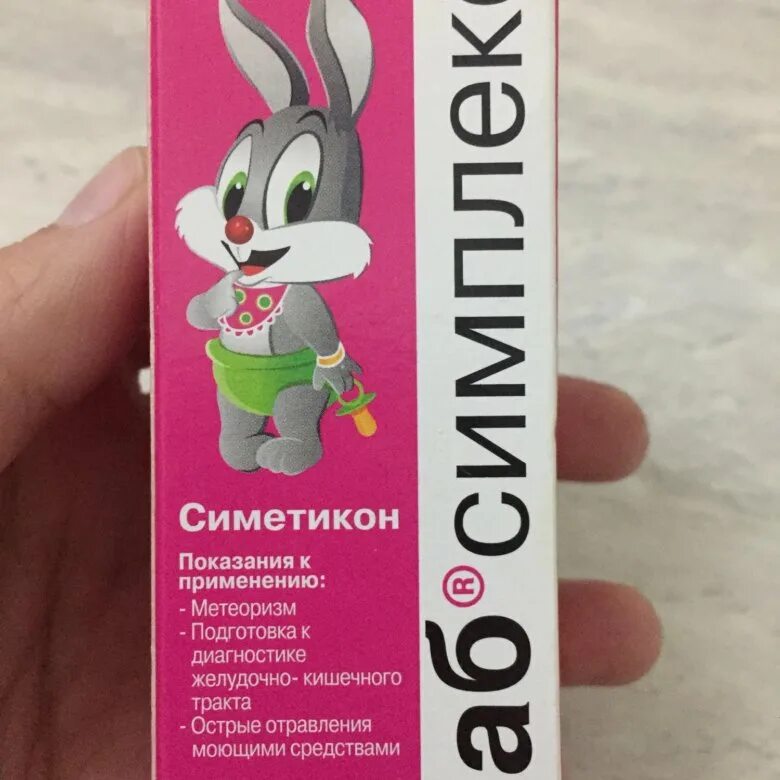 Симетикон
Показания к
применению:
- Метеоризм
- Подготовка к
диагностике
желудочно- кишечного
тракта
- Острые отравления
моющими средствами
аб® симплекс